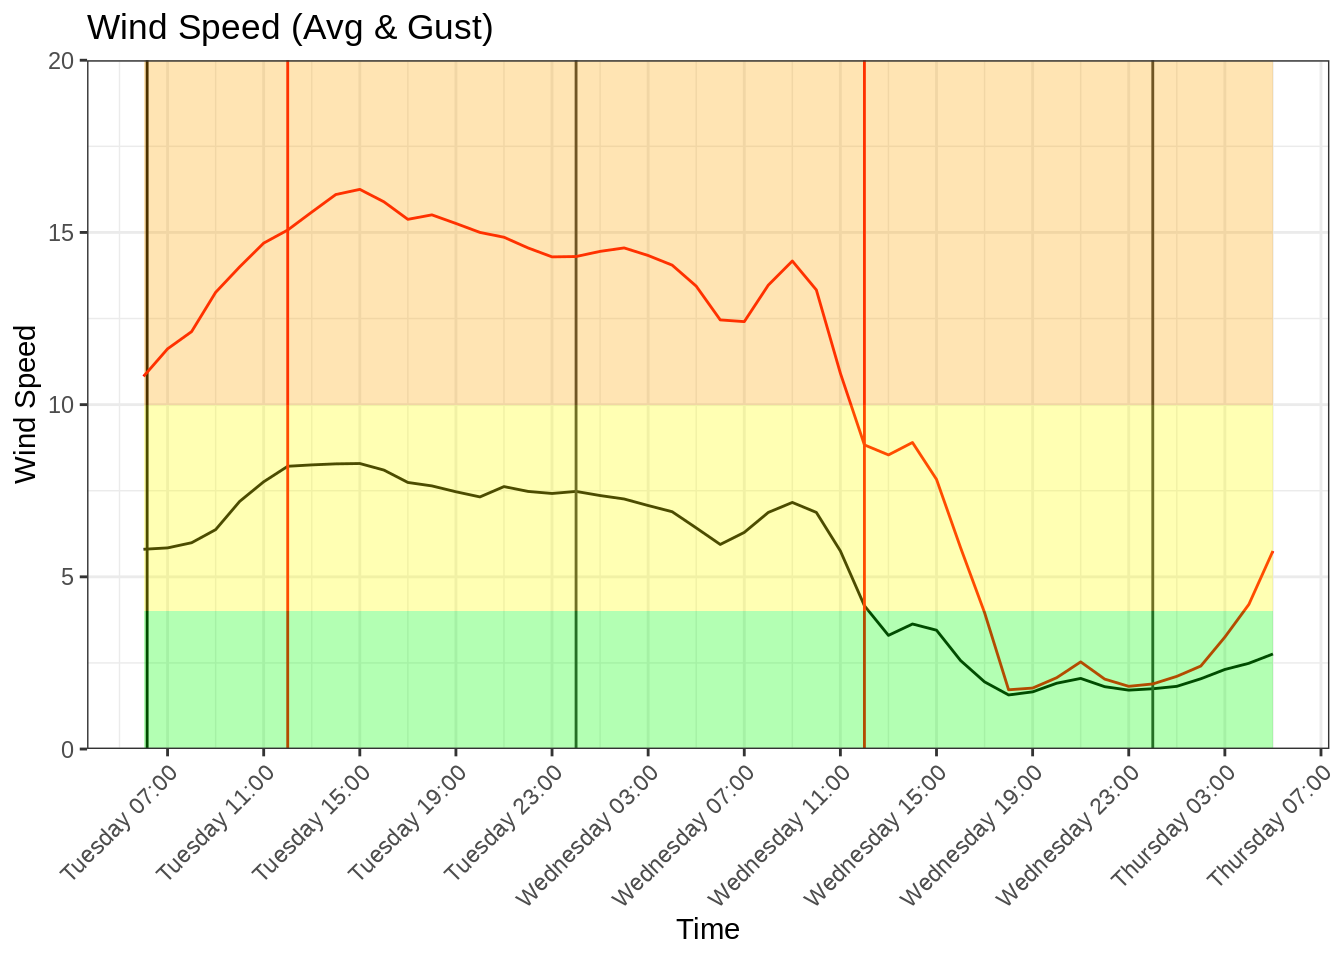 Wind Speed (Avg & Gust)
20
15
10
5
0
Wind Speed
Tuesday 07:00
Tuesday 11:00
Tuesday 15:00
Tuesday 19:00
Tuesday 23:00
Wednesday 03:00
Wednesday 07:00
Wednesday 11:00
Wednesday 15:00
Wednesday 19:00
Wednesday 23:00
Thursday 03:00
Thursday 07:00
Time